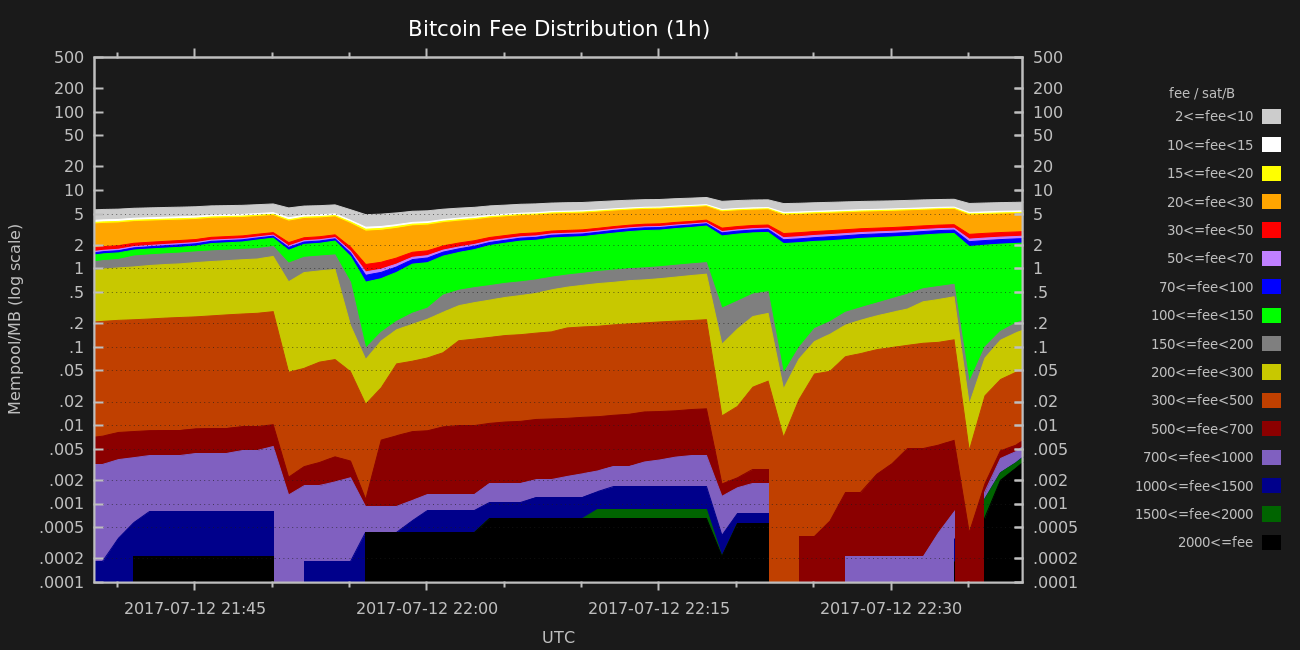 Bitcoin Fee Distribution (1h)
500 500
200 200
100 100
50 50
20 20
10 10
5 5
2 2
1 1
.5 .5
.2 .2
.1 .1
.05 .05
.02 .02
.01 .01
.005 .005
.002 .002
.001 .001
.0005 .0005
.0002 .0002
.0001 .0001
Mempool/MB (log scale)
2017-07-12 21:45 2017-07-12 22:00 2017-07-12 22:15 2017-07-12 22:30
UTC
fee / sat/B
2<=fee<10
10<=fee<15
15<=fee<20
20<=fee<30
30<=fee<50
50<=fee<70
70<=fee<100
100<=fee<150
150<=fee<200
200<=fee<300
300<=fee<500
500<=fee<700
700<=fee<1000
1000<=fee<1500
1500<=fee<2000
2000<=fee